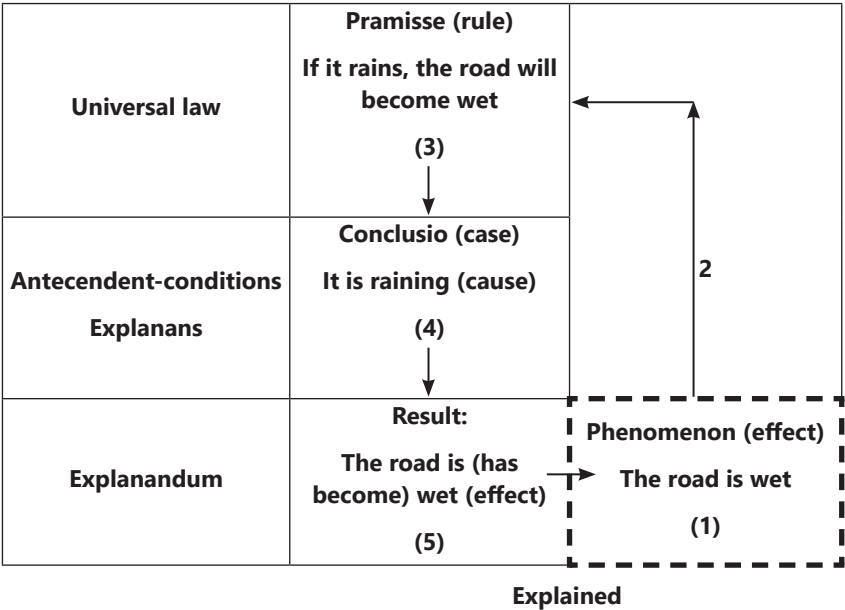 Universal law
Pramisse (rule)
If it rains, the road will
become wet
(3)
Antecendent-conditions
Explanans
Conclusio (case)
It is raining (cause)
(4)
2
Explanandum
Result:
The road is (has
become) wet (effect)
(5)
Phenomenon (effect)
The road is wet
(1)
Explained